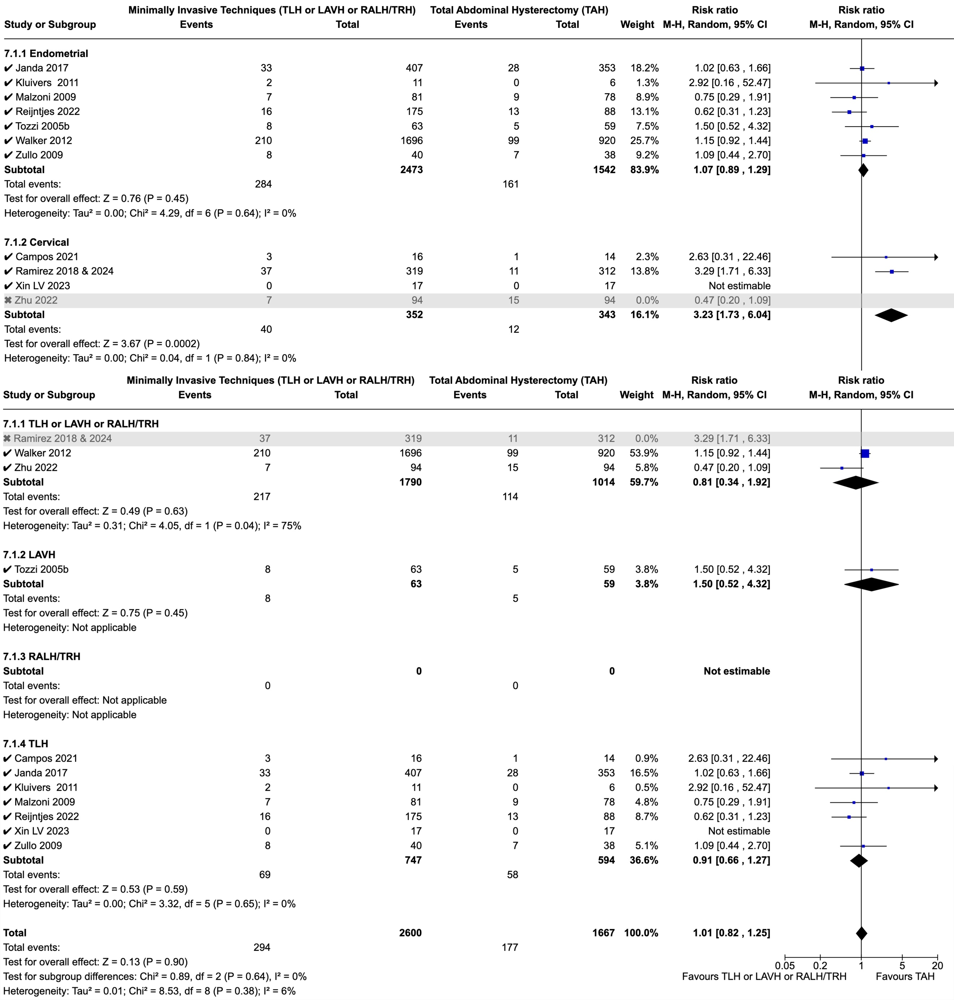 Minimally Invasive Techniques (TLH or LAVH or RALH/TRH) Total Abdominal Hysterectomy (TAH) Risk ratio Risk ratio
Study or Subgroup Events Total Events Total Weight M-H, Random, 95% CI M-H, Random, 95% CI
7.1.1 Endometrial
✔ Janda 2017 33 407 28 353 18.2% 1.02 [0.63 , 1.66]
✔ Kluivers 2011 2 11 0 6 1.3% 2.92 [0.16 , 52.47]
✔ Malzoni 2009 7 81 9 78 8.9% 0.75 [0.29 , 1.91]
✔ Reijntjes 2022 16 175 13 88 13.1% 0.62 [0.31 , 1.23]
✔ Tozzi 2005b 8 63 5 59 7.5% 1.50 [0.52 , 4.32]
✔ Walker 2012 210 1696 99 920 25.7% 1.15 [0.92 , 1.44]
✔ Zullo 2009 8 40 7 38 9.2% 1.09 [0.44 , 2.70]
Subtotal 2473 1542 83.9% 1.07 [0.89 , 1.29]
Total events: 284 161
Test for overall effect: Z = 0.76 (P = 0.45)
Heterogeneity: Tau² = 0.00; Chi² = 4.29, df = 6 (P = 0.64); I² = 0%
7.1.2 Cervical
✔ Campos 2021 3 16 1 14 2.3% 2.63 [0.31 , 22.46]
✔ Ramirez 2018 & 2024 37 319 11 312 13.8% 3.29 [1.71 , 6.33]
✔ Xin LV 2023 0 17 0 17 Not estimable
✖ Zhu 2022 7 94 15 94 0.0% 0.47 [0.20 , 1.09]
Subtotal 352 343 16.1% 3.23 [1.73 , 6.04]
Total events: 40 12
Test for overall effect: Z = 3.67 (P = 0.0002)
Heterogeneity: Tau² = 0.00; Chi² = 0.04, df = 1 (P = 0.84); I² = 0%
Minimally Invasive Techniques (TLH or LAVH or RALH/TRH) Total Abdominal Hysterectomy (TAH) Risk ratio Risk ratio
Study or Subgroup Events Total Events Total Weight M-H, Random, 95% CI M-H, Random, 95% CI
7.1.1 TLH or LAVH or RALH/TRH
✖ Ramirez 2018 & 2024 37 319 11 312 0.0% 3.29 [1.71 , 6.33]
✔ Walker 2012 210 1696 99 920 53.9% 1.15 [0.92 , 1.44]
✔ Zhu 2022 7 94 15 94 5.8% 0.47 [0.20 , 1.09]
Subtotal 1790 1014 59.7% 0.81 [0.34 , 1.92]
Total events: 217 114
Test for overall effect: Z = 0.49 (P = 0.63)
Heterogeneity: Tau² = 0.31; Chi² = 4.05, df = 1 (P = 0.04); I² = 75%
7.1.2 LAVH
✔ Tozzi 2005b 8 63 5 59 3.8% 1.50 [0.52 , 4.32]
Subtotal 63 59 3.8% 1.50 [0.52 , 4.32]
Total events: 8 5
Test for overall effect: Z = 0.75 (P = 0.45)
Heterogeneity: Not applicable
7.1.3 RALH/TRH
Subtotal 0 0 Not estimable
Total events: 0 0
Test for overall effect: Not applicable
Heterogeneity: Not applicable
7.1.4 TLH
✔ Campos 2021 3 16 1 14 0.9% 2.63 [0.31 , 22.46]
✔ Janda 2017 33 407 28 353 16.5% 1.02 [0.63 , 1.66]
✔ Kluivers 2011 2 11 0 6 0.5% 2.92 [0.16 , 52.47]
✔ Malzoni 2009 7 81 9 78 4.8% 0.75 [0.29 , 1.91]
✔ Reijntjes 2022 16 175 13 88 8.7% 0.62 [0.31 , 1.23]
✔ Xin LV 2023 0 17 0 17 Not estimable
✔ Zullo 2009 8 40 7 38 5.1% 1.09 [0.44 , 2.70]
Subtotal 747 594 36.6% 0.91 [0.66 , 1.27]
Total events: 69 58
Test for overall effect: Z = 0.53 (P = 0.59)
Heterogeneity: Tau² = 0.00; Chi² = 3.32, df = 5 (P = 0.65); I² = 0%
Total 2600 1667 100.0% 1.01 [0.82 , 1.25]
Total events: 294 177
Test for overall effect: Z = 0.13 (P = 0.90) 0.05 0.2 1 5 20
Test for subgroup differences: Chi² = 0.89, df = 2 (P = 0.64), I² = 0% Favours TLH or LAVH or RALH/TRH Favours TAH
Heterogeneity: Tau² = 0.01; Chi² = 8.53, df = 8 (P = 0.38); I² = 6%